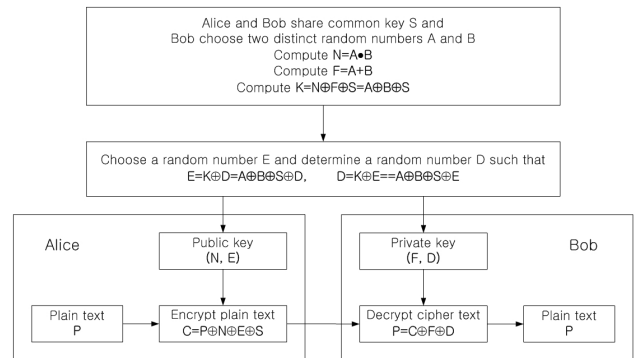 Alice and Bob share common key S and
Bob choose two distinct random numbers A and B
Compute N=A●B
Compute F=A+B
Compute K=N⊕F⊕S=A⊕B⊕S
Choose a random number E and determine a random number D such that
E=K⊕D=A⊕B⊕S⊕D, D=K⊕E==A⊕B⊕S⊕E
Alice
Public key
(N, E)
Private key
(F, D)
Bob
Plain text
P
Encrypt plain text
C=P⊕N⊕E⊕S
Decrypt cipher text
P=C⊕F⊕D
Plain text
P